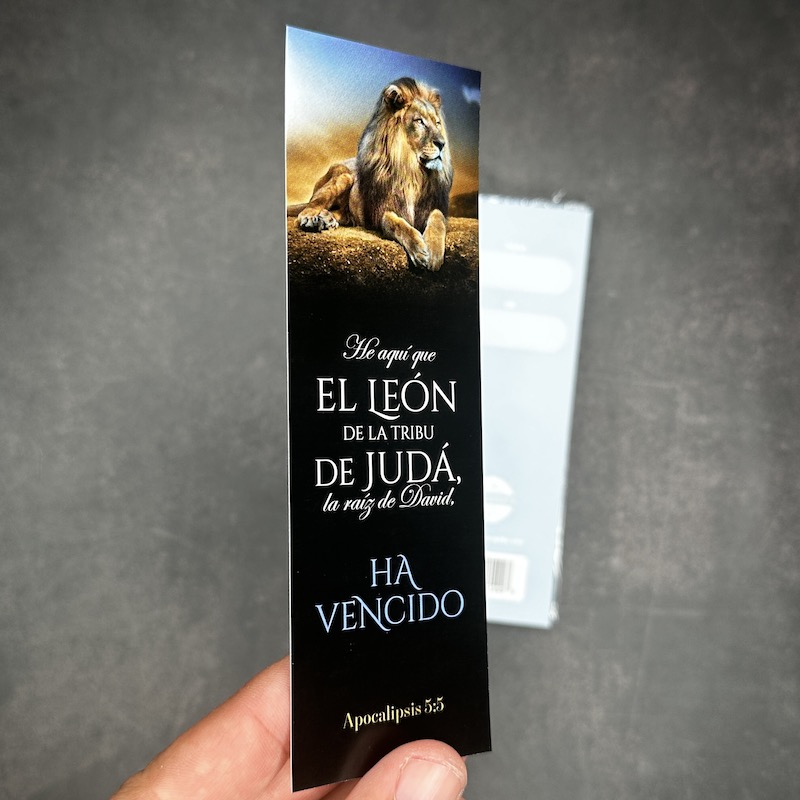 He aquí que
EL LEÓN
DE LA TRIBU
DE JUDÁ,
la raíz de David,
HA
VENCIDO
Apocalipsis 5:5